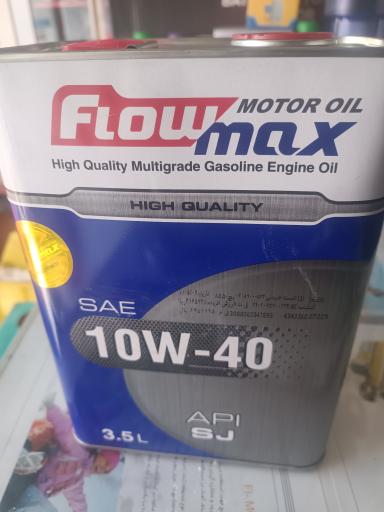 MOTOR OIL
Flow
max
High Quality Multigrade Gasoline Engine Oil
HIGH QUALITY
SAE
10W-40
API
SJ
3.5 L